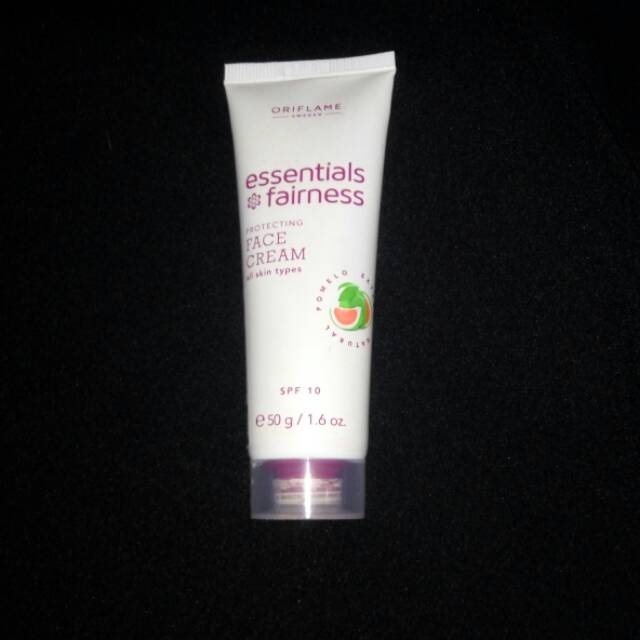 ORIFLAME
SWEDEN
essentials
fairness
PROTECTING
FACE
CREAM
all skin types
NATURAL POMELO
SPF 10
e 50 g / 1.6 oz.